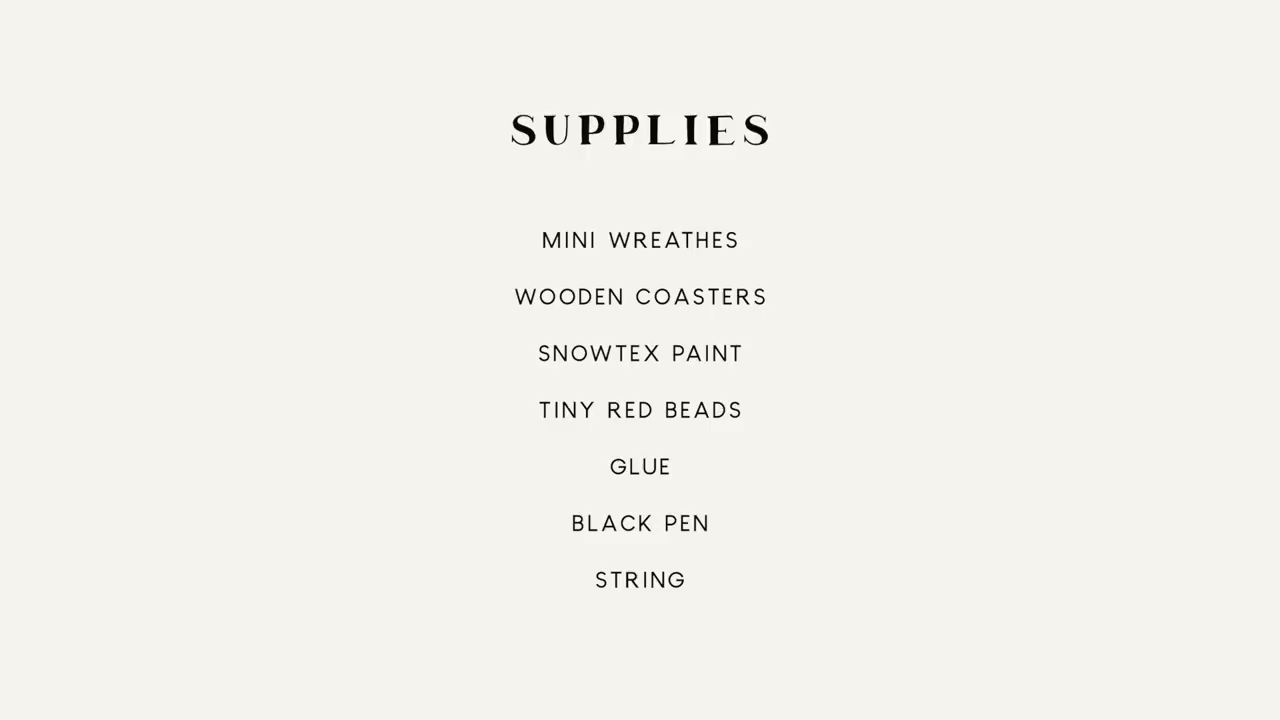 SUPPLIES
MINI WREATHES
WOODEN COASTERS
SNOWTEX PAINT
TINY RED BEADS
GLUE
BLACK PEN
STRING